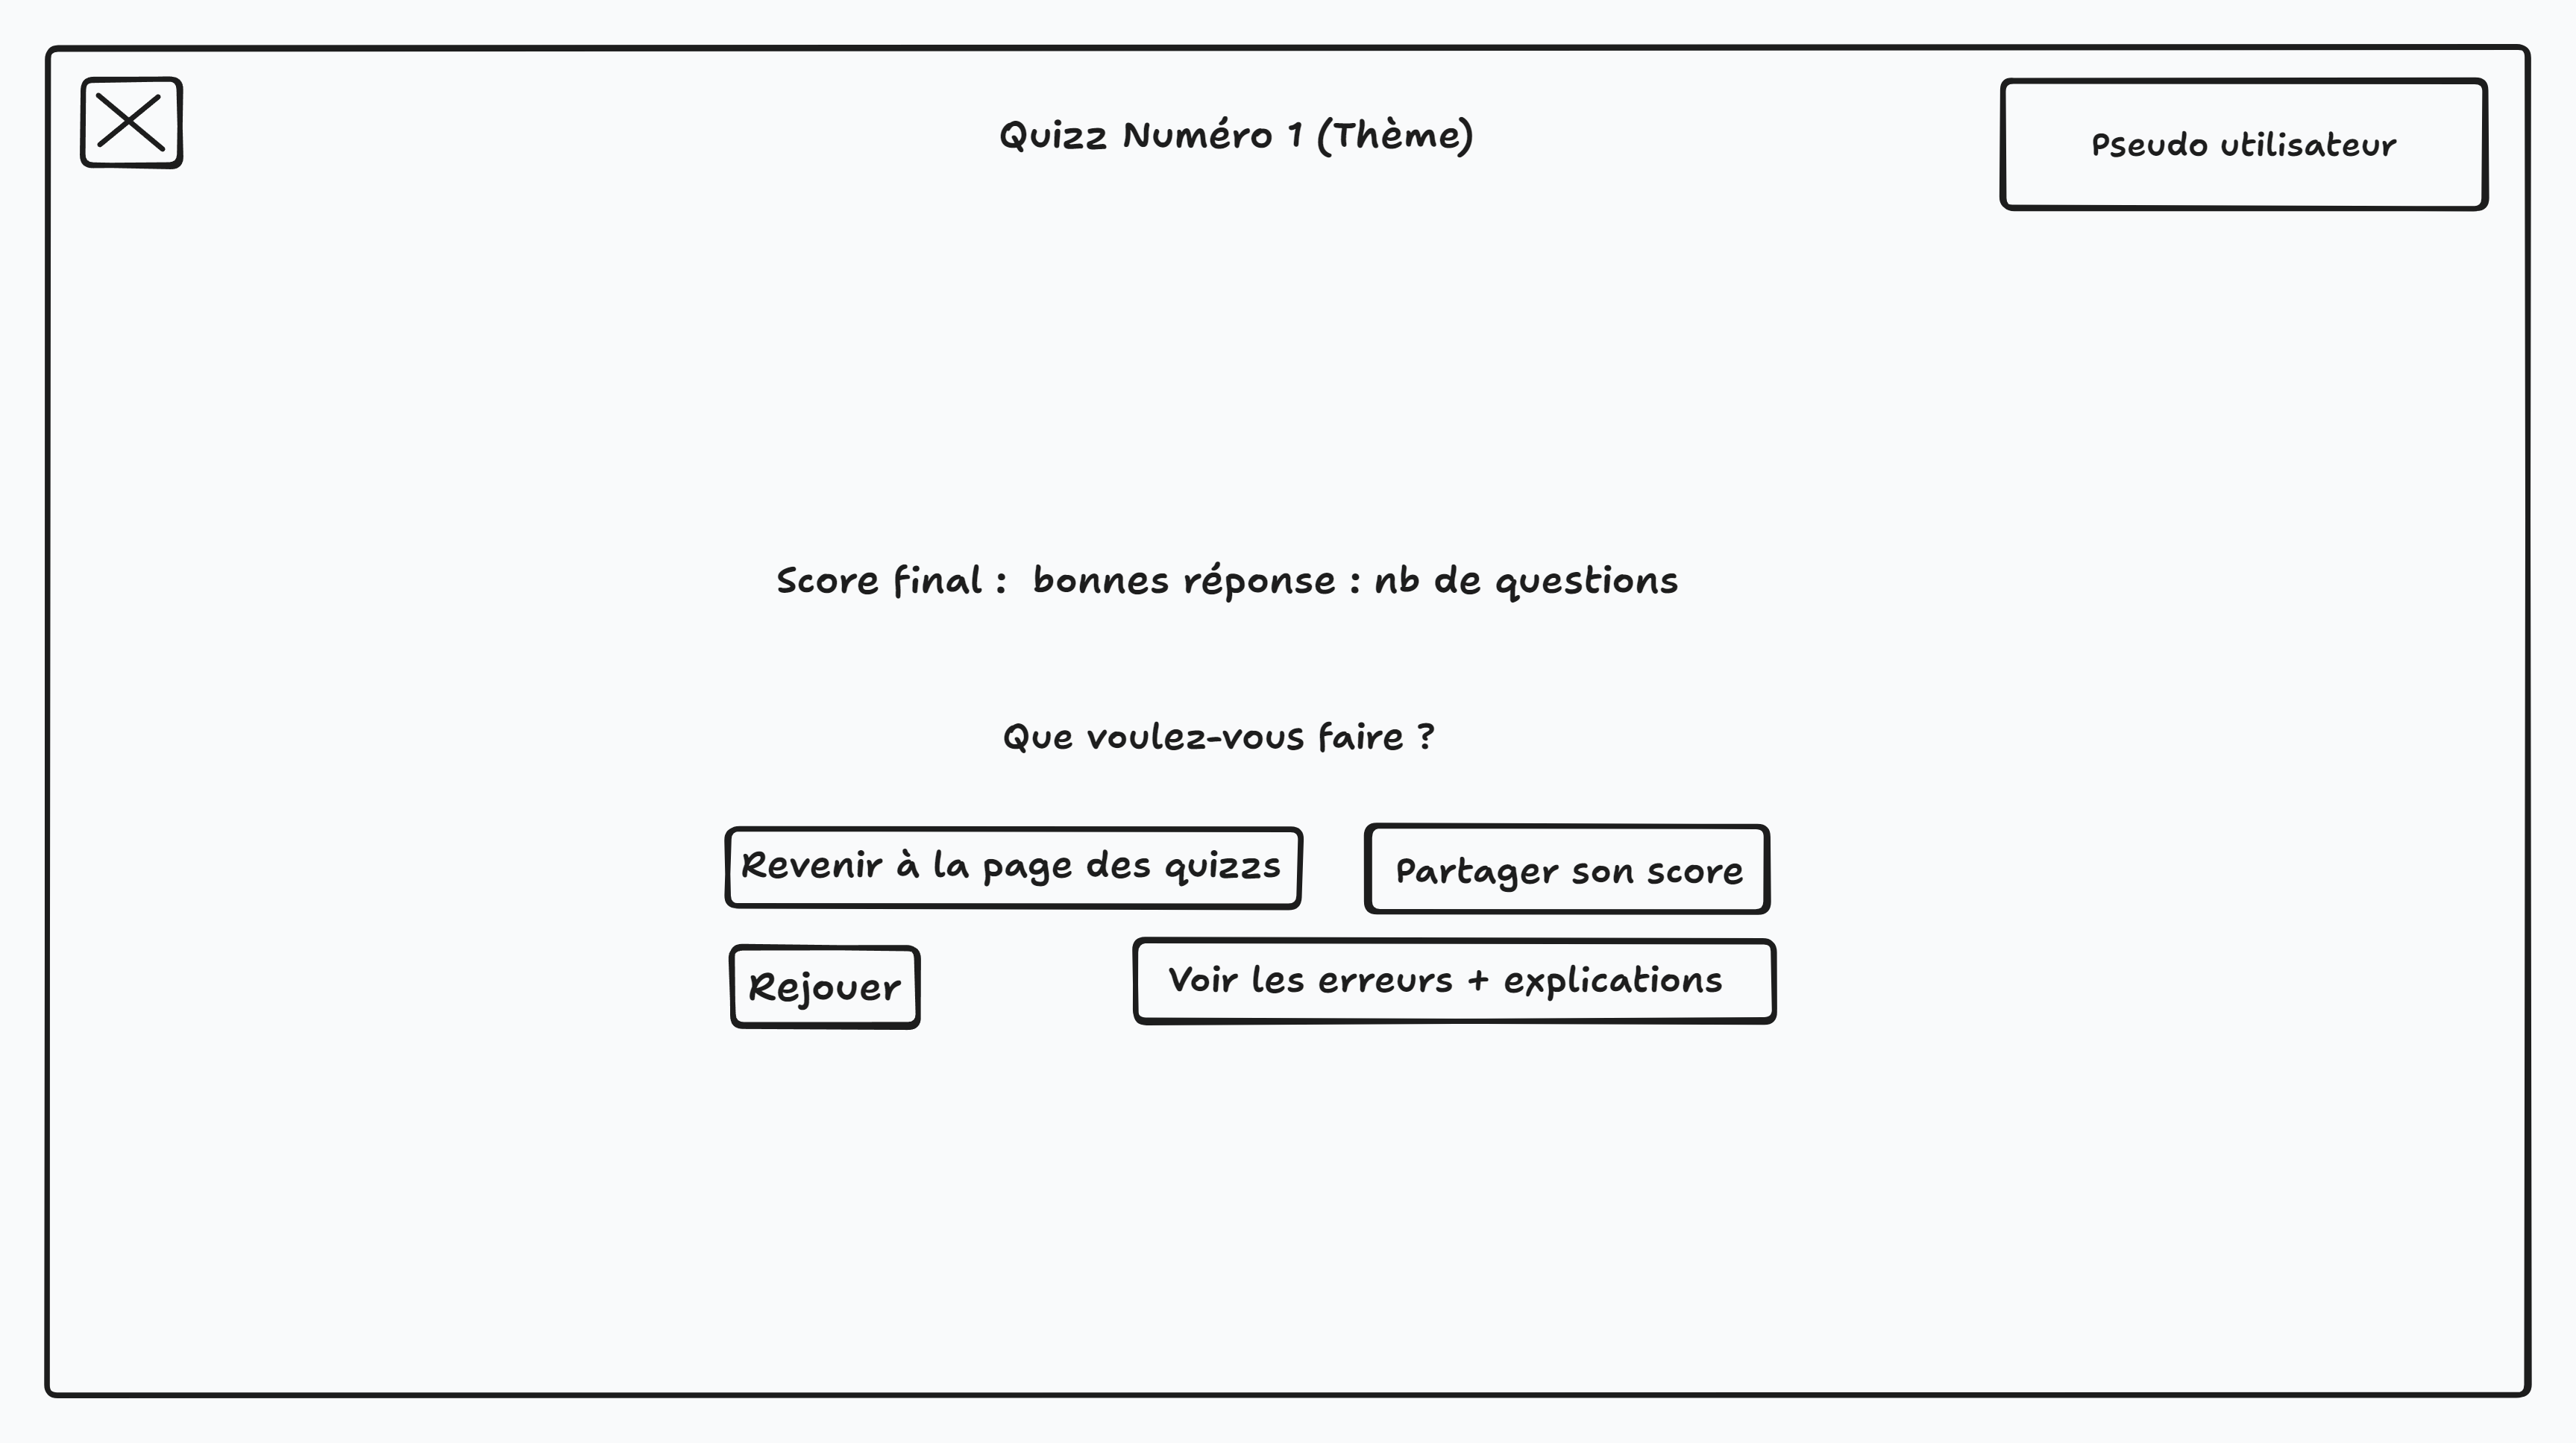 Quizz Numéro 1 (Thème)
Pseudo utilisateur
Score final : bonnes réponse : nb de questions
Que voulez-vous faire ?
Revenir à la page des quizzs
Partager son score
Rejouer
Voir les erreurs + explications